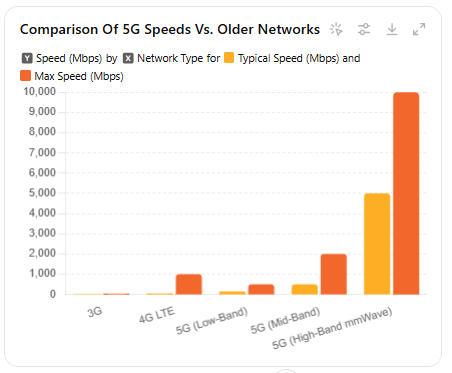 Comparison Of 5G Speeds Vs. Older Networks
Y Speed (Mbps) by X Network Type for Typical Speed (Mbps) and
Max Speed (Mbps)
10,000
9,000
8,000
7,000
6,000
5,000
4,000
3,000
2,000
1,000
0
3G
4G LTE
5G (Low-Band)
5G (Mid-Band)
5G (High-Band mmWave)